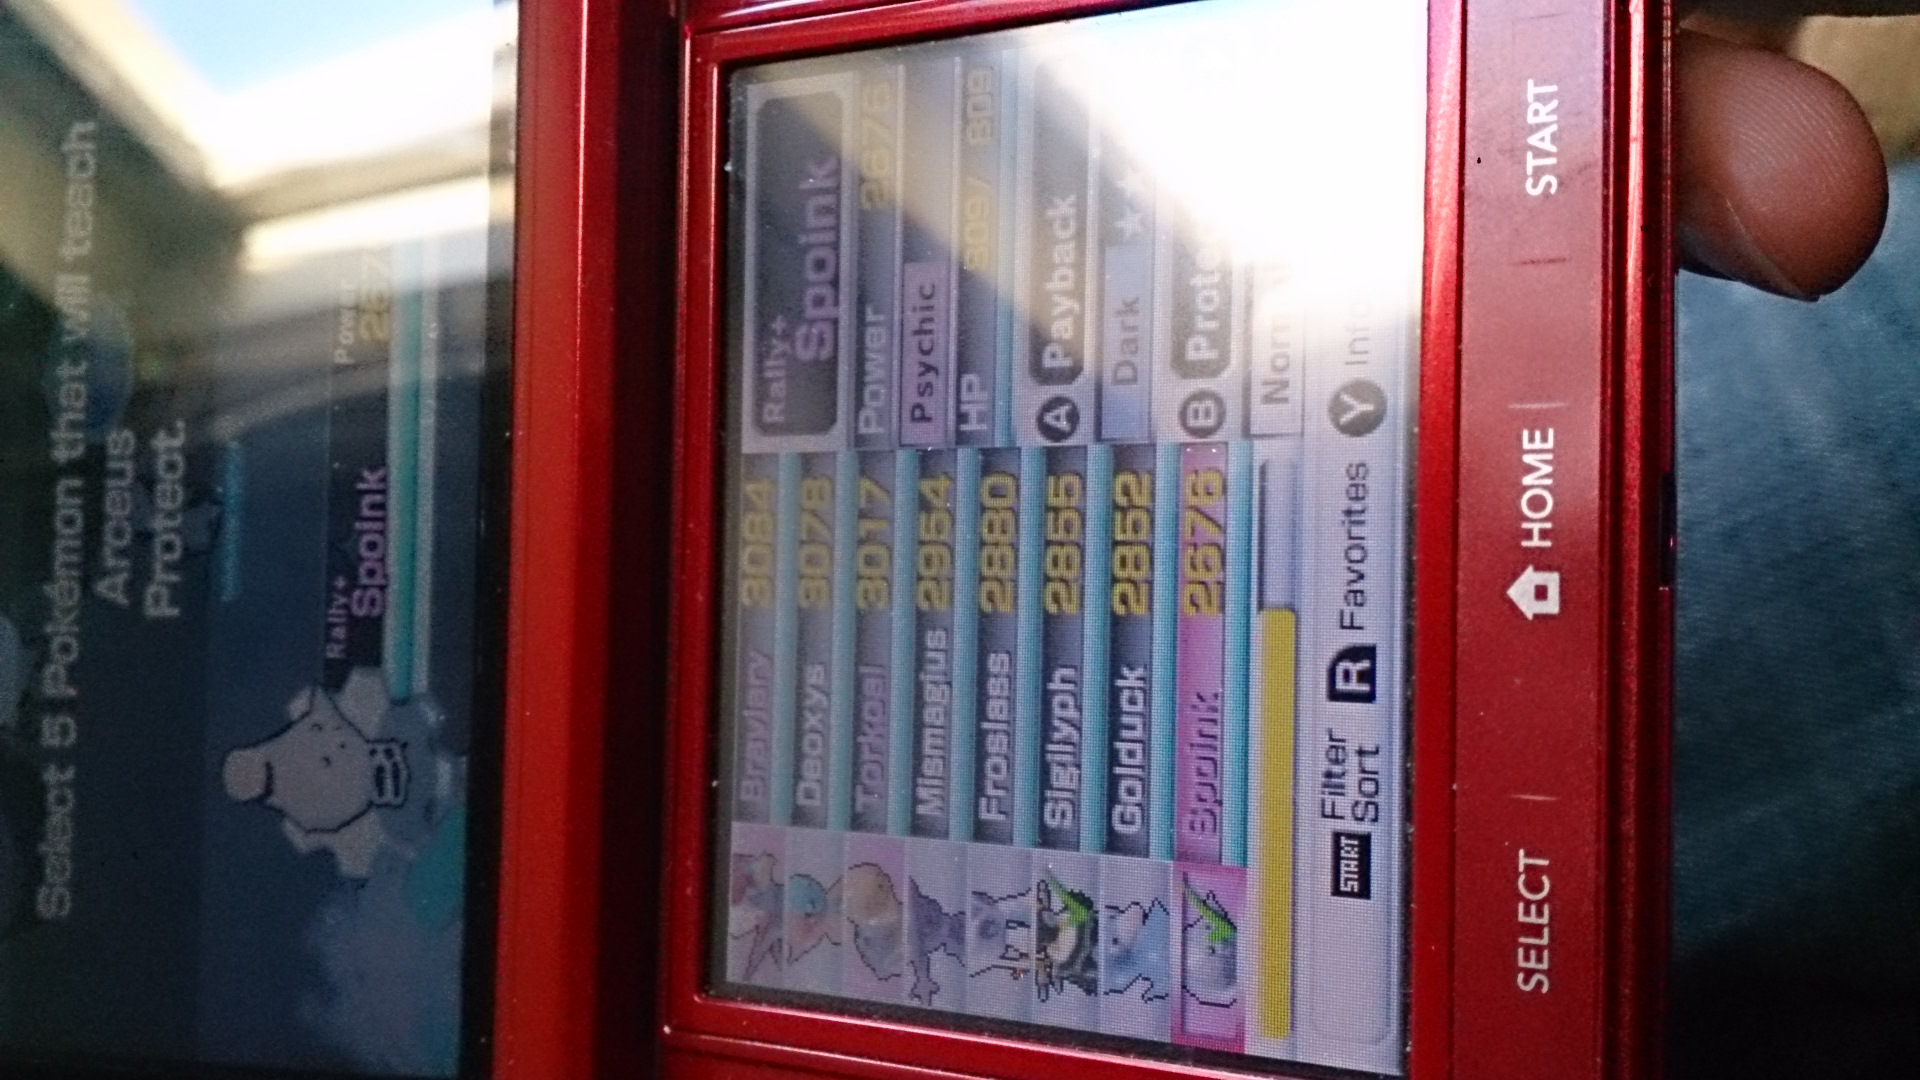 Select 5 Pokémon that will teach
Arceus
Protect.
Rally+
Spoink
Power
267
Braviary 3084
Deoxys 3078
Torkoal 3017
Mismagius 2954
Froslass 2880
Sigilyph 2855
Golduck 2852
Spoink 2676
Rally+
Spoink
Power 2676
Psychic
HP 809/ 809
A Payback
Dark ★★
B Prote
Norm
START Filter
Sort
R Favorites
Y Info
SELECT
HOME
START